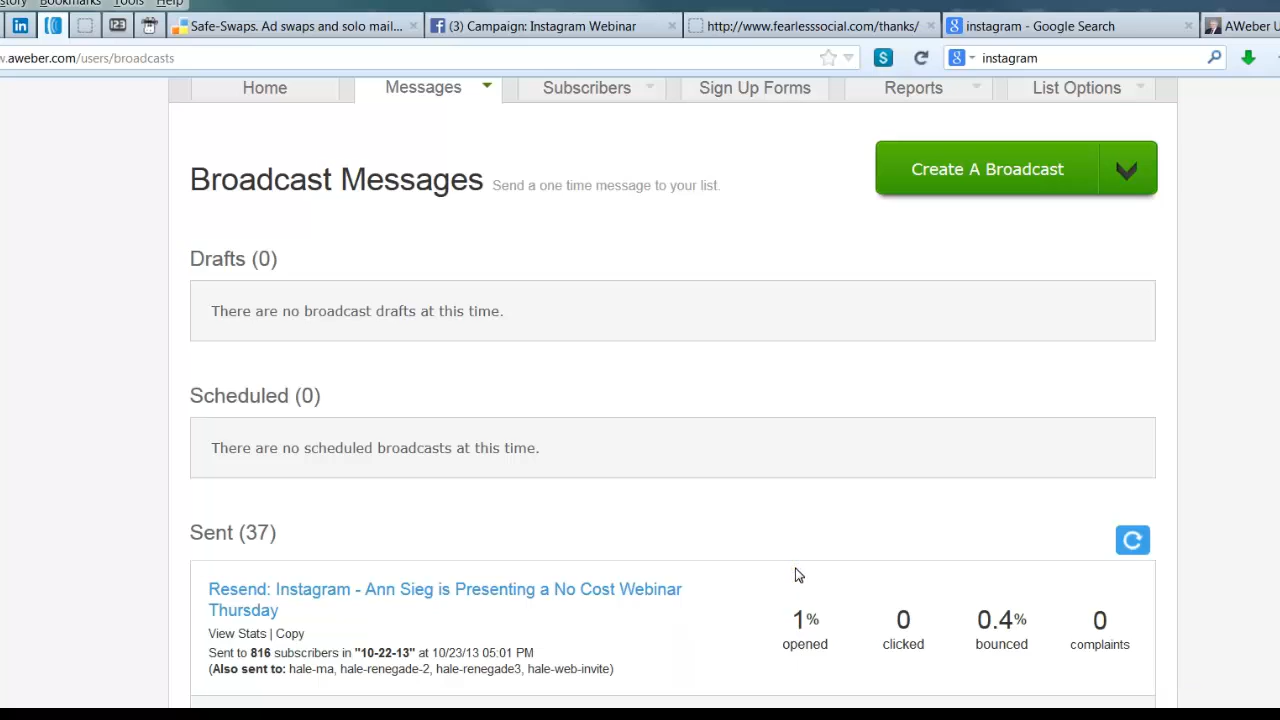 story Bookmarks Tools Help
Safe-Swaps. Ad swaps and solo mail... × (3) Campaign: Instagram Webinar × http://www.fearlesssocial.com/thanks/ × instagram - Google Search × AWeber U
w.aweber.com/users/broadcasts instagram
Home Messages Subscribers Sign Up Forms Reports List Options
Create A Broadcast
Broadcast Messages Send a one time message to your list.
Drafts (0)
There are no broadcast drafts at this time.
Scheduled (0)
There are no scheduled broadcasts at this time.
Sent (37)
Resend: Instagram - Ann Sieg is Presenting a No Cost Webinar
Thursday
View Stats | Copy
Sent to 816 subscribers in "10-22-13" at 10/23/13 05:01 PM
(Also sent to: hale-ma, hale-renegade-2, hale-renegade3, hale-web-invite)
1% 0 0.4% 0
opened clicked bounced complaints